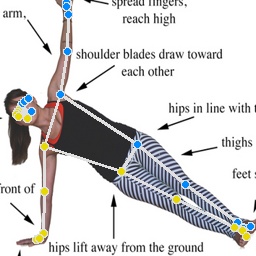 spread fingers,
reach high
arm,
shoulder blades draw toward
each other
hips in line with
thighs
feet
front of
hips lift away from the ground